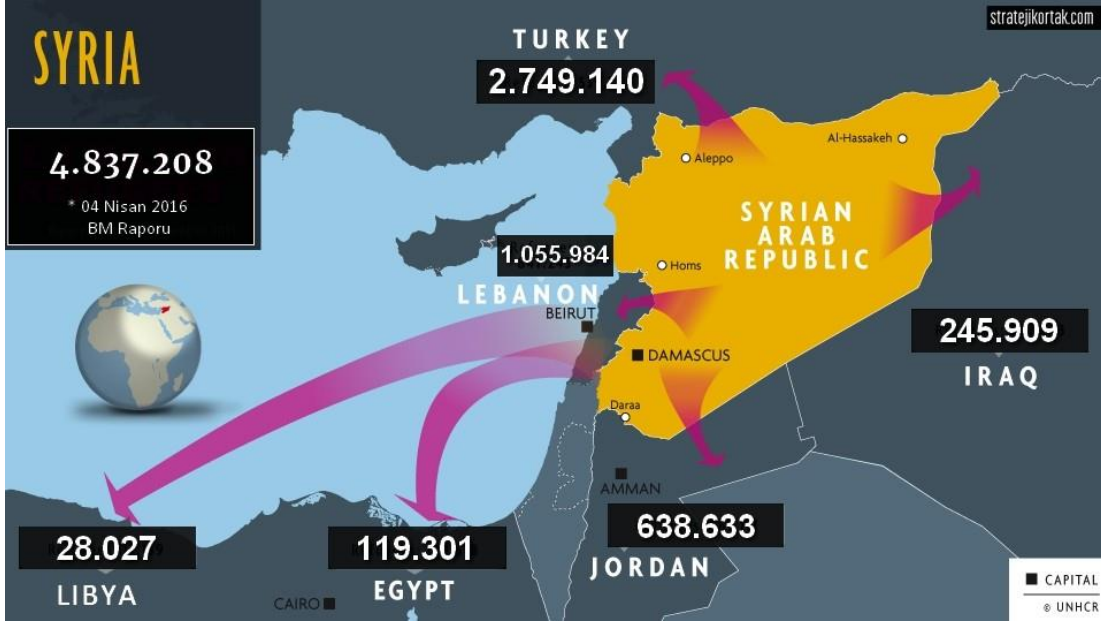 stratejikortak.com
SYRIA
TURKEY
2.749.140
4.837.208
* 04 Nisan 2016
BM Raporu
Al-Hassakeh
Aleppo
SYRIAN
ARAB
REPUBLIC
1.055.984
LEBANON
Homs
BEIRUT
DAMASCUS
245.909
IRAQ
Daraa
AMMAN
28.027
LIBYA
119.301
EGYPT
638.633
JORDAN
CAIRO
CAPITAL
© UNHCR